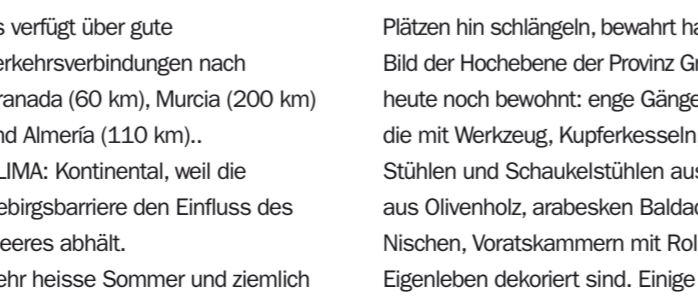 s verfügt über gute
erkehrsverbindungen nach
ranada (60 km), Murcia (200 km)
nd Almería (110 km)..
LIMA: Kontinental, weil die
ebirgsbarriere den Einfluss des
eeres abhält.
ehr heisse Sommer und ziemlich
Plätzen hin schlängeln, bewahrt ha
Bild der Hochebene der Provinz Gr
heute noch bewohnt: enge Gänge
die mit Werkzeug, Kupferkesseln
Stühlen und Schaukelstühlen aus
aus Olivenholz, arabesken Baldac
Nischen, Voratskammern mit Rol
Eigenleben dekoriert sind. Einige